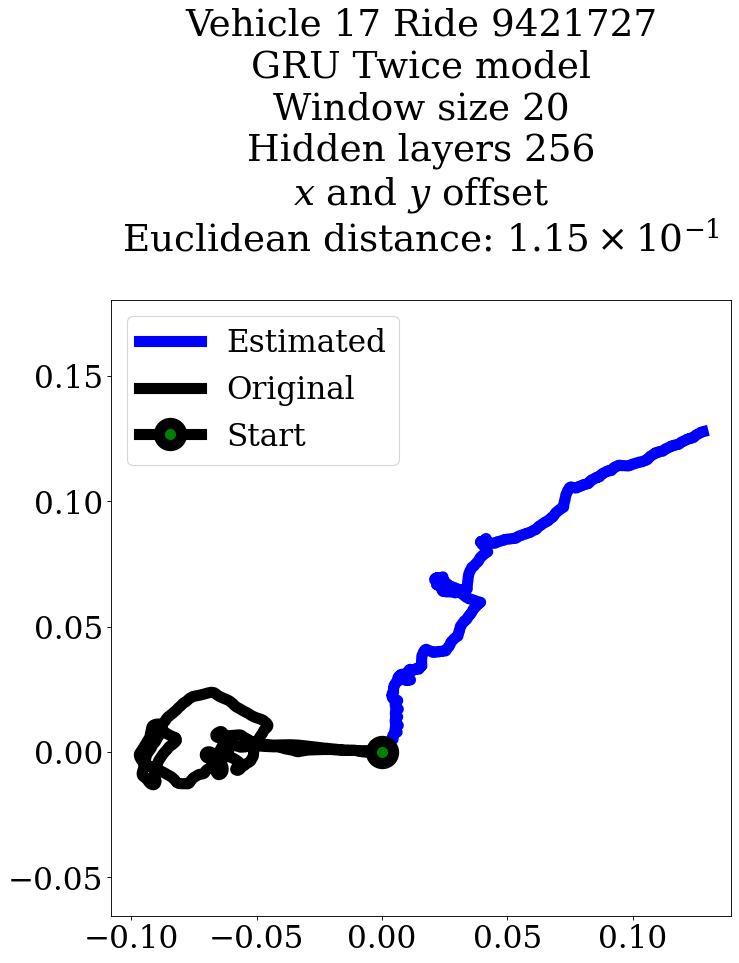 Vehicle 17 Ride 9421727
GRU Twice model
Window size 20
Hidden layers 256
x and y offset
Euclidean distance: 1.15 × 10⁻¹
Estimated
Original
Start
0.15
0.10
0.05
0.00
−0.05
−0.10 −0.05 0.00 0.05 0.10